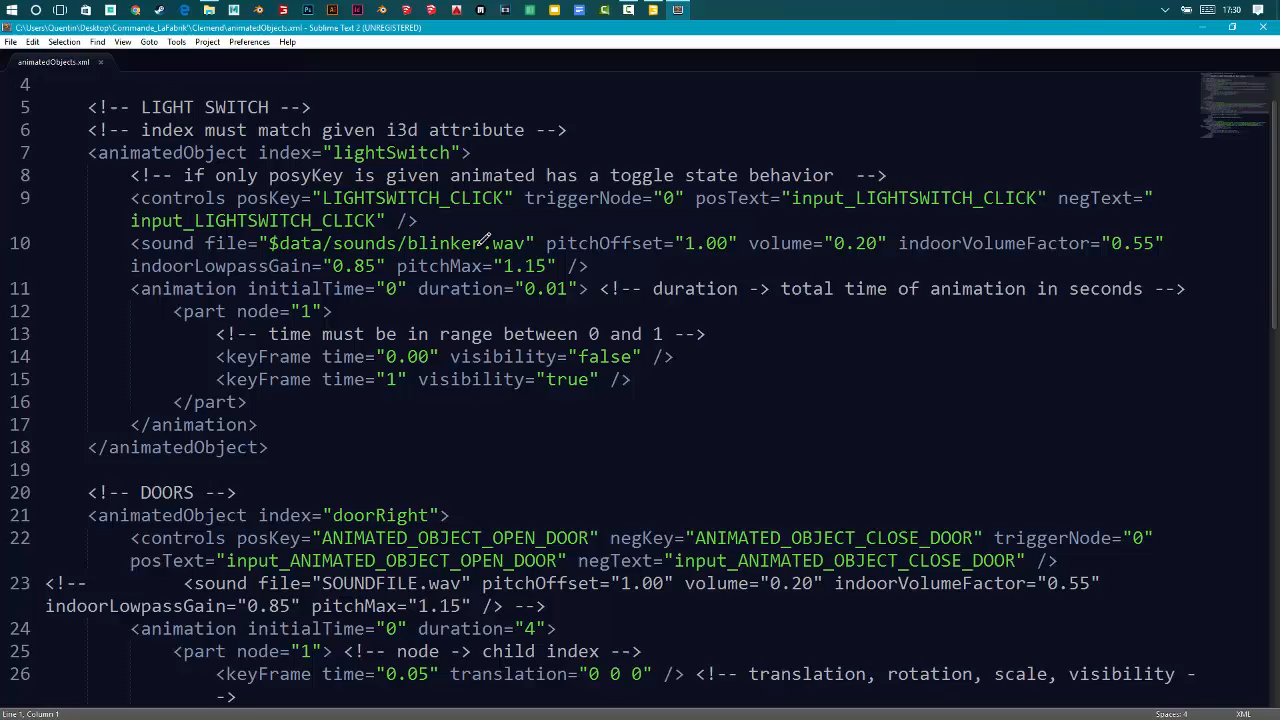 17:30
C:\Users\Quentin\Desktop\Commande_LaFabrik\Clemend\animatedObjects.xml - Sublime Text 2 (UNREGISTERED)
File Edit Selection Find View Goto Tools Project Preferences Help
animatedObjects.xml ×
4
5 <!-- LIGHT SWITCH -->
6 <!-- index must match given i3d attribute -->
7 <animatedObject index="lightSwitch">
8 <!-- if only posyKey is given animated has a toggle state behavior  -->
9 <controls posKey="LIGHTSWITCH_CLICK" triggerNode="0" posText="input_LIGHTSWITCH_CLICK" negText="
input_LIGHTSWITCH_CLICK" />
10 <sound file="$data/sounds/blinker.wav" pitchOffset="1.00" volume="0.20" indoorVolumeFactor="0.55"
indoorLowpassGain="0.85" pitchMax="1.15" />
11 <animation initialTime="0" duration="0.01"> <!-- duration -> total time of animation in seconds -->
12 <part node="1">
13 <!-- time must be in range between 0 and 1 -->
14 <keyFrame time="0.00" visibility="false" />
15 <keyFrame time="1" visibility="true" />
16 </part>
17 </animation>
18 </animatedObject>
19
20 <!-- DOORS -->
21 <animatedObject index="doorRight">
22 <controls posKey="ANIMATED_OBJECT_OPEN_DOOR" negKey="ANIMATED_OBJECT_CLOSE_DOOR" triggerNode="0"
posText="input_ANIMATED_OBJECT_OPEN_DOOR" negText="input_ANIMATED_OBJECT_CLOSE_DOOR" />
23 <!-- <sound file="SOUNDFILE.wav" pitchOffset="1.00" volume="0.20" indoorVolumeFactor="0.55"
indoorLowpassGain="0.85" pitchMax="1.15" /> -->
24 <animation initialTime="0" duration="4">
25 <part node="1"> <!-- node -> child index -->
26 <keyFrame time="0.05" translation="0 0 0" /> <!-- translation, rotation, scale, visibility -
->
Line 1, Column 1 Spaces: 4 XML